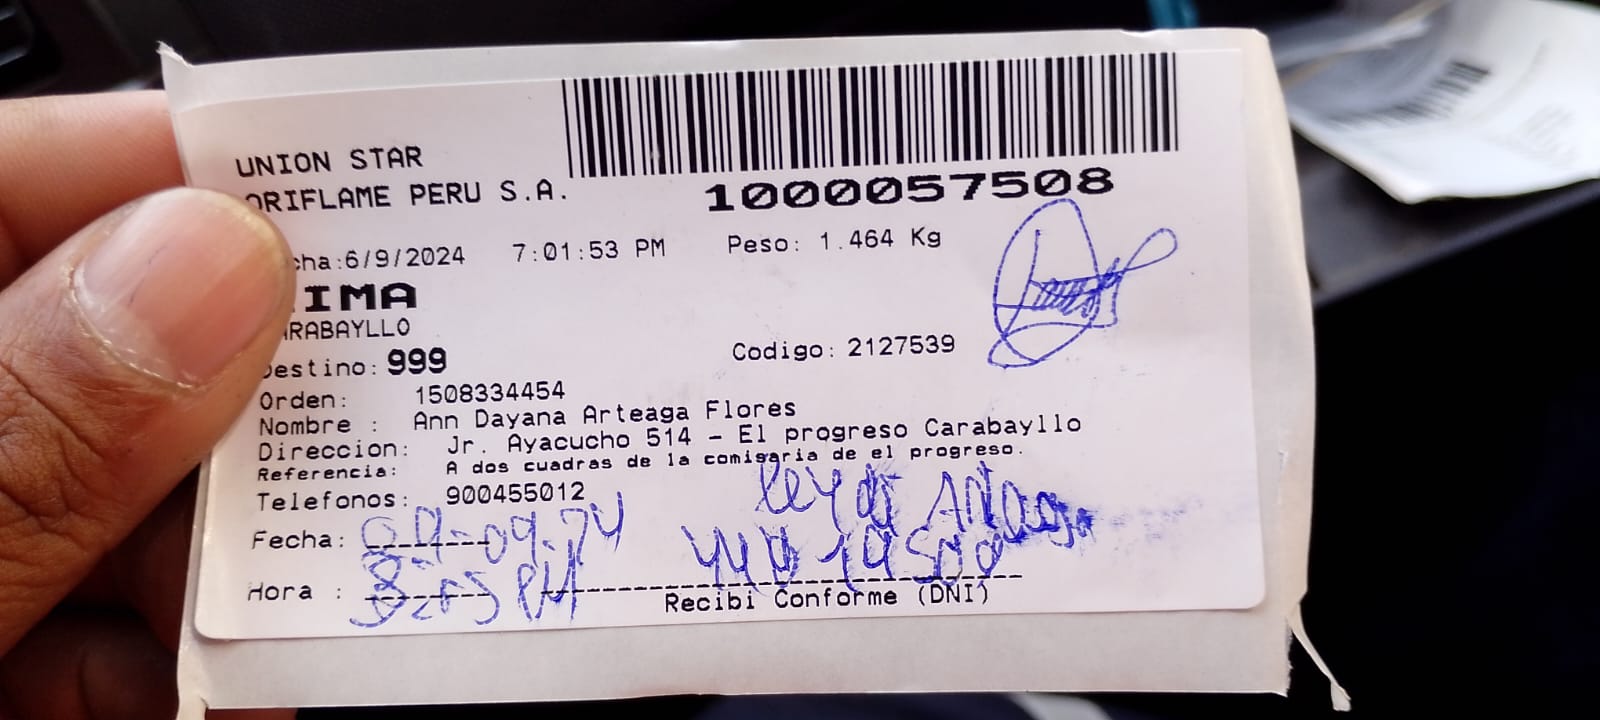 UNION STAR
ORIFLAME PERU S.A.
1000057508
cha:6/9/2024 7:01:53 PM Peso: 1.464 Kg
IMA
ARABAYLLO
Destino: 999 Codigo: 2127539
Orden: 1508334454
Nombre : Ann Dayana Arteaga Flores
Direccion: Jr. Ayacucho 514 - El progreso Carabayllo
Referencia: A dos cuadras de la comisaria de el progreso.
Telefonos: 900455012
Fecha:
Hora : PM
Recibi Conforme (DNI)